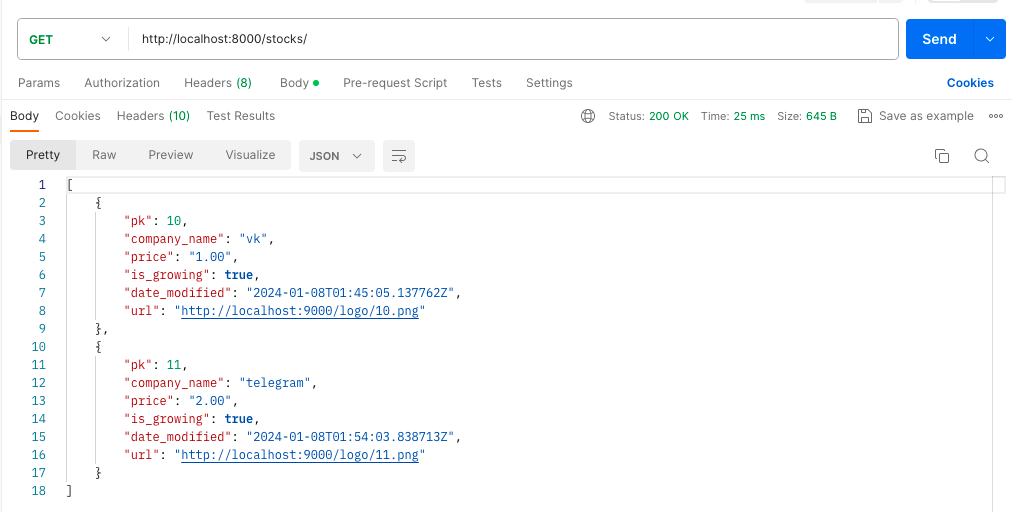 GET http://localhost:8000/stocks/ Send
Params Authorization Headers (8) Body Pre-request Script Tests Settings Cookies
Body Cookies Headers (10) Test Results Status: 200 OK Time: 25 ms Size: 645 B Save as example
Pretty Raw Preview Visualize JSON
1 [
2 {
3 "pk": 10,
4 "company_name": "vk",
5 "price": "1.00",
6 "is_growing": true,
7 "date_modified": "2024-01-08T01:45:05.137762Z",
8 "url": "http://localhost:9000/logo/10.png"
9 },
10 {
11 "pk": 11,
12 "company_name": "telegram",
13 "price": "2.00",
14 "is_growing": true,
15 "date_modified": "2024-01-08T01:54:03.838713Z",
16 "url": "http://localhost:9000/logo/11.png"
17 }
18 ]